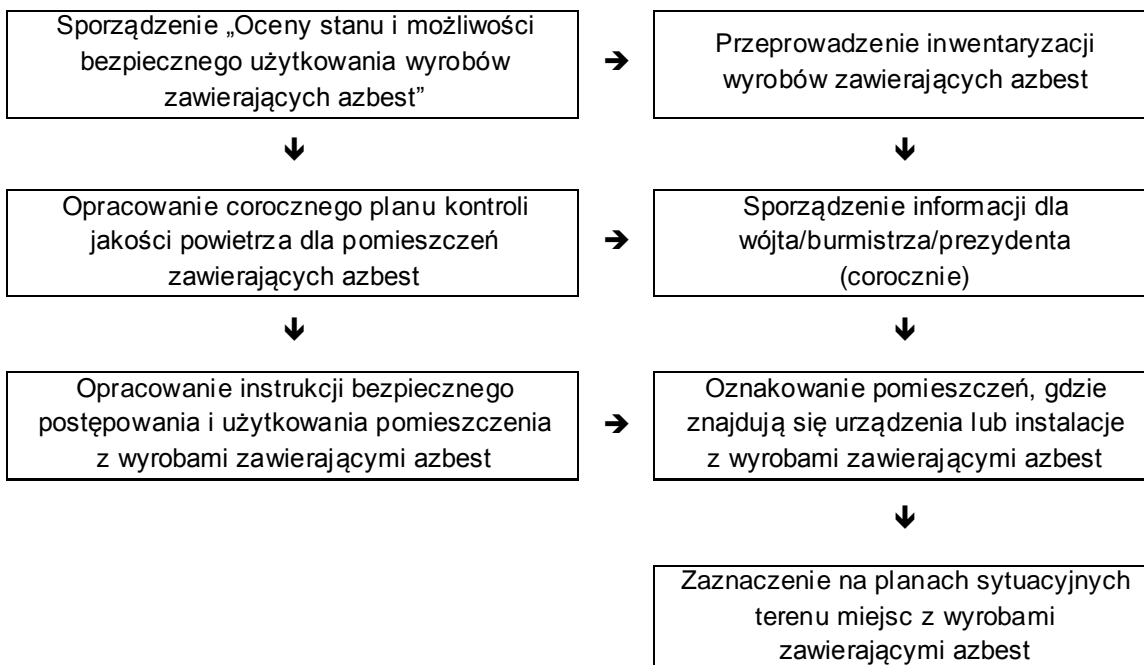 Sporządzenie „Oceny stanu i możliwości
bezpiecznego użytkowania wyrobów
zawierających azbest”
➔
Przeprowadzenie inwentaryzacji
wyrobów zawierających azbest
Opracowanie corocznego planu kontroli
jakości powietrza dla pomieszczeń
zawierających azbest
➔
Sporządzenie informacji dla
wójta/burmistrza/prezydenta
(corocznie)
Opracowanie instrukcji bezpiecznego
postępowania i użytkowania pomieszczenia
z wyrobami zawierającymi azbest
➔
Oznakowanie pomieszczeń, gdzie
znajdują się urządzenia lub instalacje
z wyrobami zawierającymi azbest
Zaznaczenie na planach sytuacyjnych
terenu miejsc z wyrobami
zawierającymi azbest